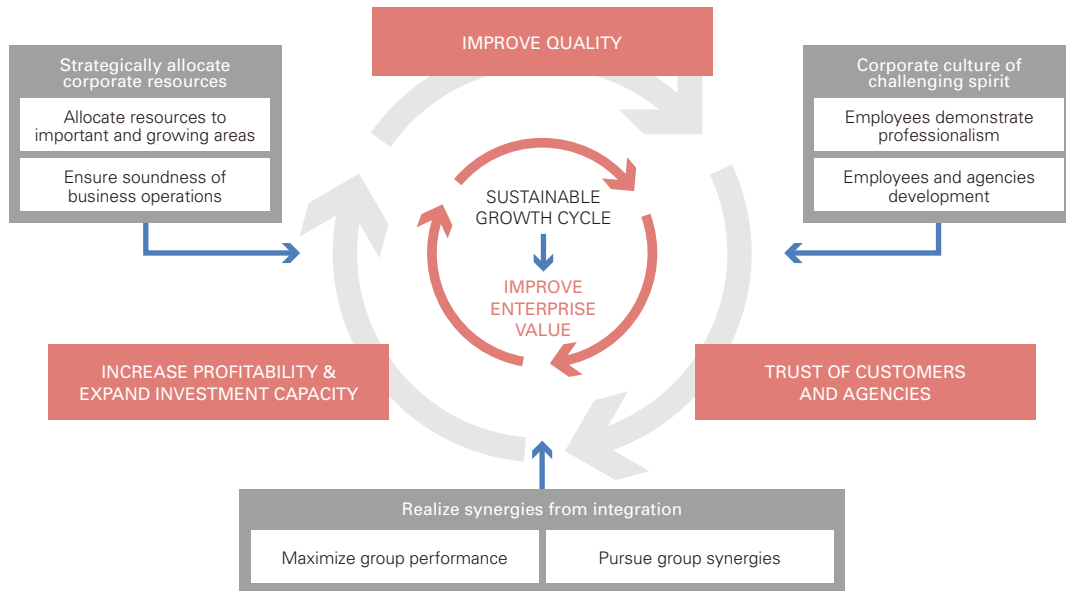 IMPROVE QUALITY
Strategically allocate
corporate resources
Allocate resources to
important and growing areas
Ensure soundness of
business operations
Corporate culture of
challenging spirit
Employees demonstrate
professionalism
Employees and agencies
development
SUSTAINABLE
GROWTH CYCLE
IMPROVE
ENTERPRISE
VALUE
INCREASE PROFITABILITY &
EXPAND INVESTMENT CAPACITY
TRUST OF CUSTOMERS
AND AGENCIES
Realize synergies from integration
Maximize group performance
Pursue group synergies